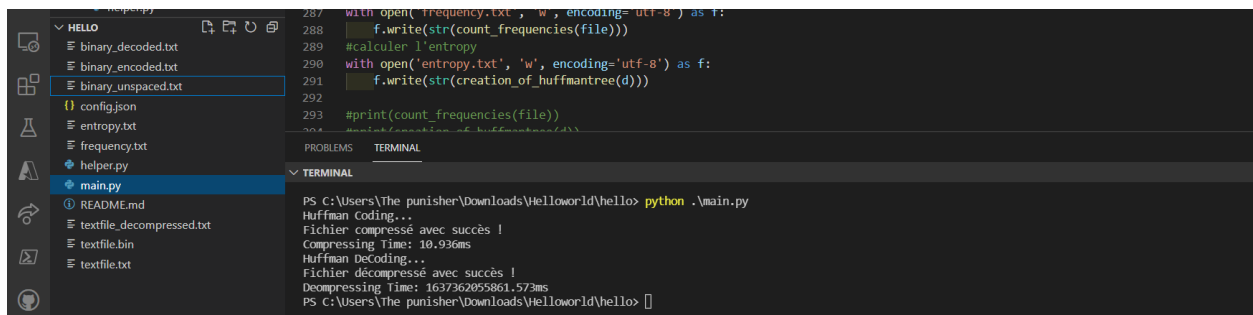 helper.py
HELLO
binary_decoded.txt
binary_encoded.txt
binary_unspaced.txt
{} config.json
entropy.txt
frequency.txt
helper.py
main.py
README.md
textfile_decompressed.txt
textfile.bin
textfile.txt
287 with open('frequency.txt', 'w', encoding='utf-8') as f:
288 f.write(str(count_frequencies(file)))
289 #calculer l'entropy
290 with open('entropy.txt', 'w', encoding='utf-8') as f:
291 f.write(str(creation_of_huffmantree(d)))
292
293 #print(count_frequencies(file))
294 #print(creation_of_huffmantree(d))
PROBLEMS TERMINAL
TERMINAL
PS C:\Users\The punisher\Downloads\Helloworld\hello> python .\main.py
Huffman Coding...
Fichier compressé avec succès !
Compressing Time: 10.936ms
Huffman DeCoding...
Fichier décompressé avec succès !
Deompressing Time: 1637362055861.573ms
PS C:\Users\The punisher\Downloads\Helloworld\hello>